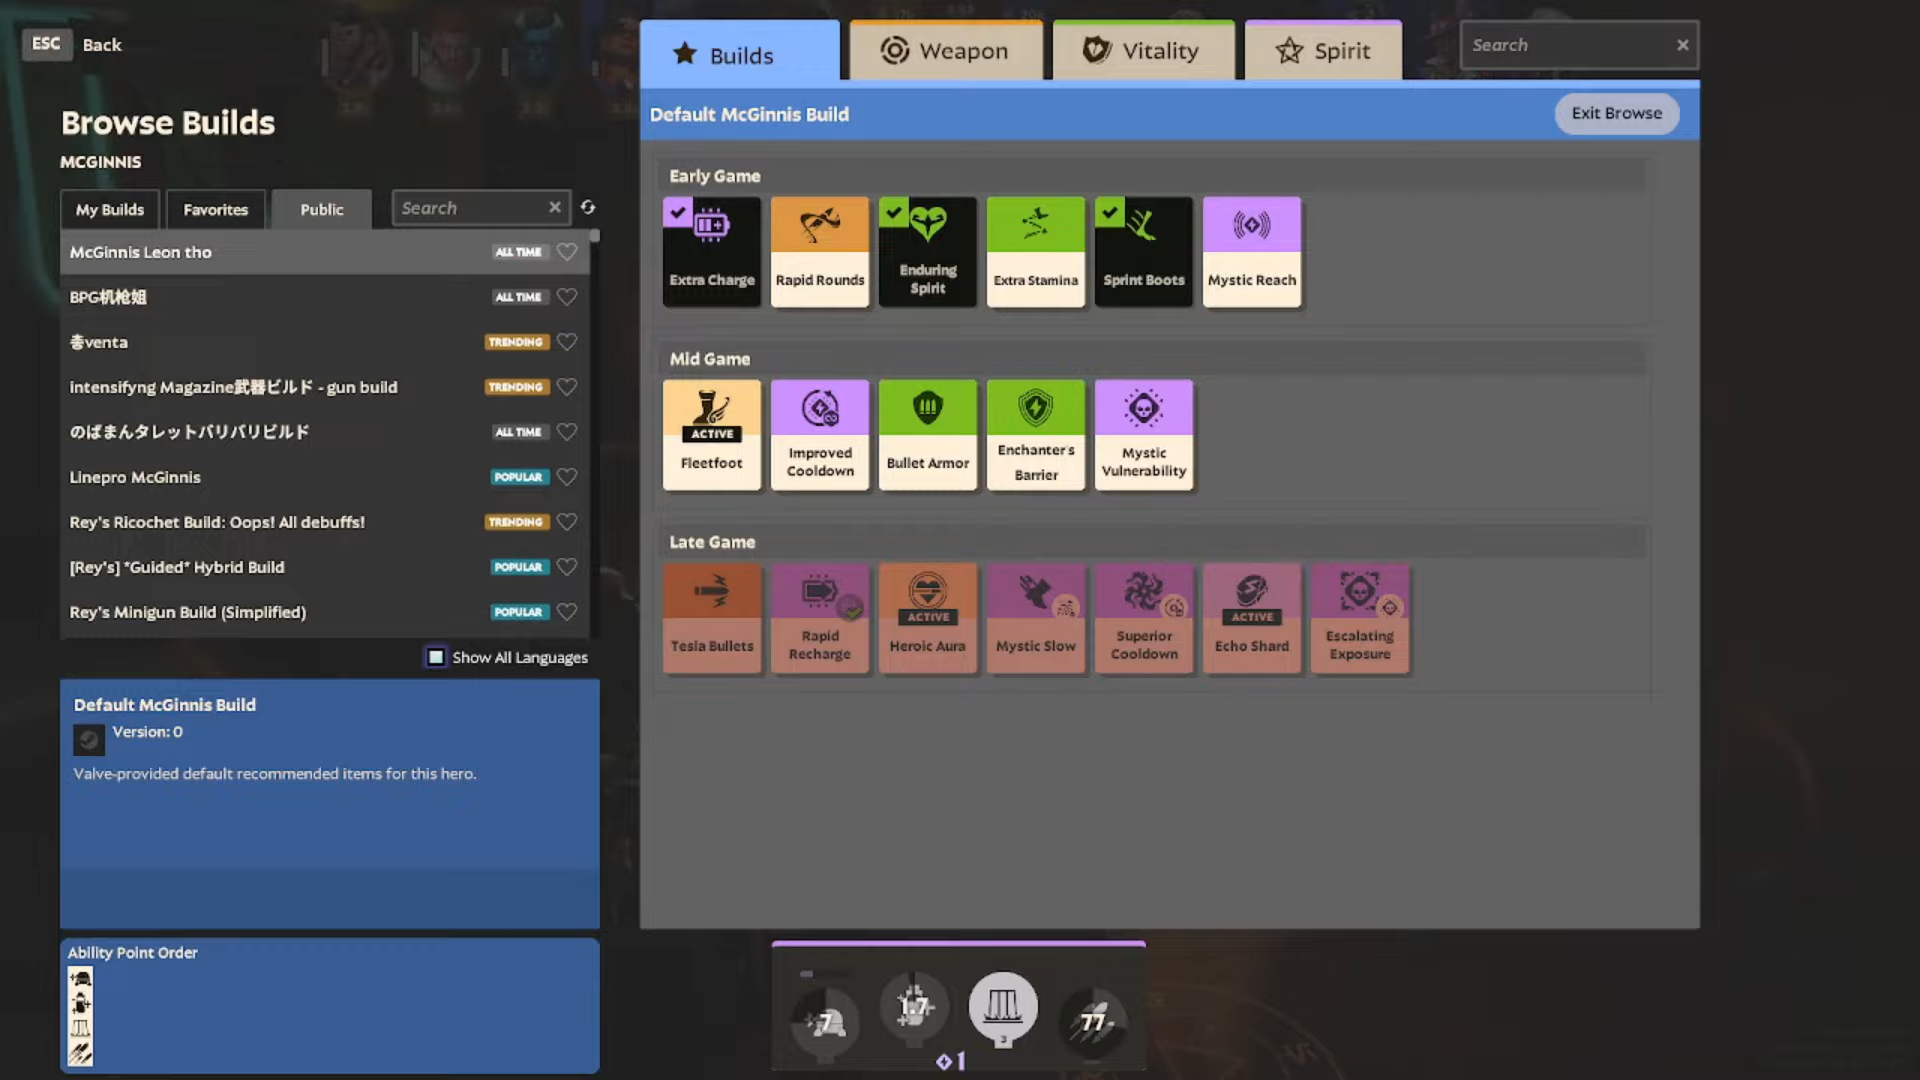 ESC Back
Browse Builds
MCGINNIS
My Builds
Favorites
Public
Search
McGinnis Leon tho ALL TIME
BPG机枪姐 ALL TIME
venta TRENDING
intensifyng Magazine武器ビルド - gun build TRENDING
のばまんタレットバリバリビルド ALL TIME
Linepro McGinnis POPULAR
Rey's Ricochet Build: Oops! All debuffs! TRENDING
[Rey's] *Guided* Hybrid Build POPULAR
Rey's Minigun Build (Simplified) POPULAR
Show All Languages
Default McGinnis Build
Version: 0
Valve-provided default recommended items for this hero.
Ability Point Order
Builds
Weapon
Vitality
Spirit
Search
Default McGinnis Build
Exit Browse
Early Game
Extra Charge
Rapid Rounds
Enduring
Spirit
Extra Stamina
Sprint Boots
Mystic Reach
Mid Game
ACTIVE
Fleetfoot
Improved
Cooldown
Bullet Armor
Enchanter's
Barrier
Mystic
Vulnerability
Late Game
Tesla Bullets
Rapid
Recharge
ACTIVE
Heroic Aura
Mystic Slow
Superior
Cooldown
ACTIVE
Echo Shard
Escalating
Exposure
7
1.7
3
77
1